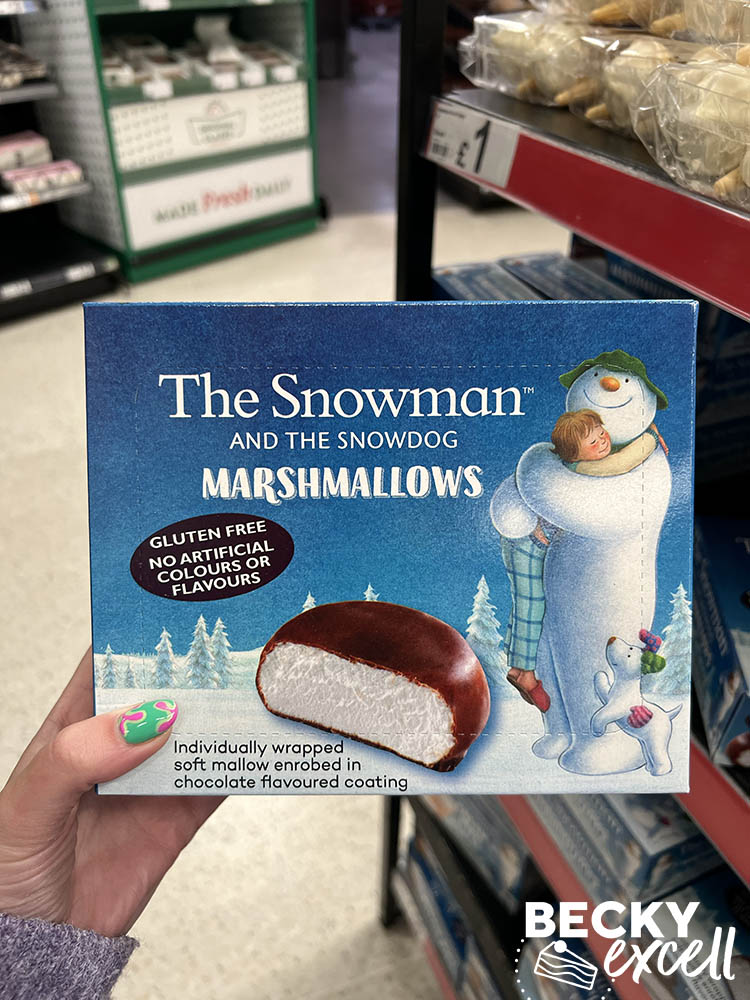 MADE Fresh DAILY
£1
The Snowman™
AND THE SNOWDOG
MARSHMALLOWS
GLUTEN FREE
NO ARTIFICIAL
COLOURS OR
FLAVOURS
Individually wrapped
soft mallow enrobed in
chocolate flavoured coating
BECKY
excell